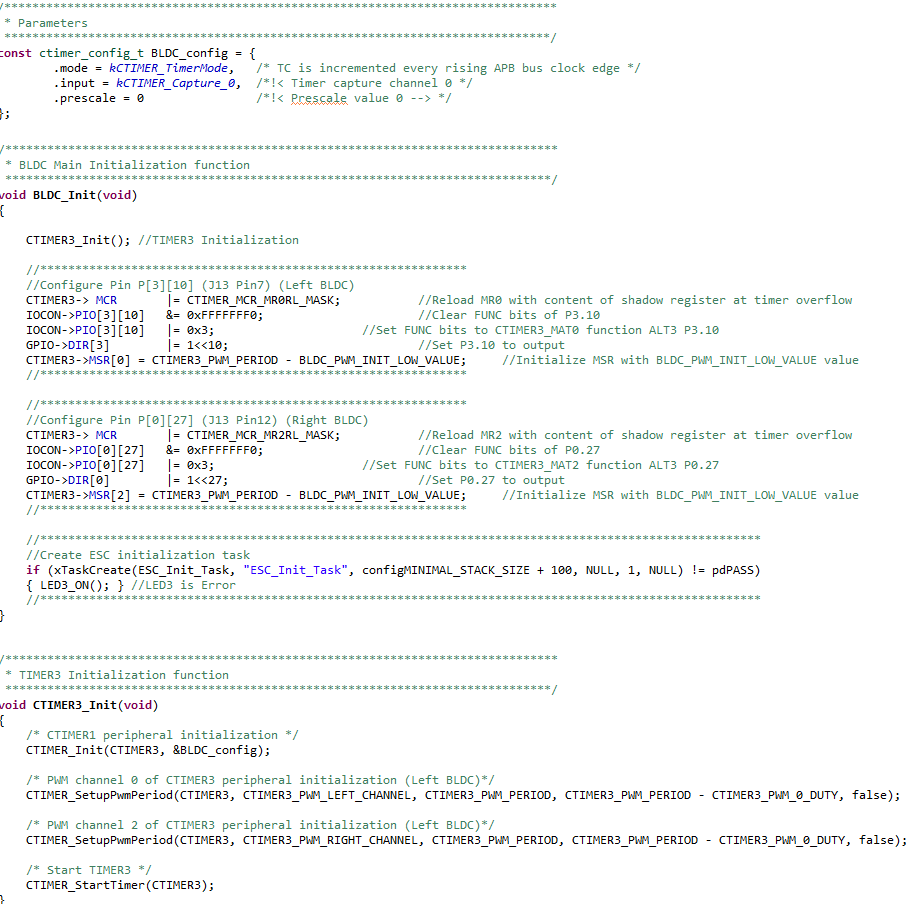 /*******************************************************************************
 * Parameters
 ******************************************************************************/
const ctimer_config_t BLDC_config = {
        .mode = kCTIMER_TimerMode,   /* TC is incremented every rising APB bus clock edge */
        .input = kCTIMER_Capture_0,  /*!< Timer capture channel 0 */
        .prescale = 0                /*!< Prescale value 0 --> */
};
/*******************************************************************************
 * BLDC Main Initialization function
 ******************************************************************************/
void BLDC_Init(void)
{
    CTIMER3_Init(); //TIMER3 Initialization
    //*************************************************************
    //Configure Pin P[3][10] (J13 Pin7) (Left BLDC)
    CTIMER3-> MCR       |= CTIMER_MCR_MR0RL_MASK;           //Reload MR0 with content of shadow register at timer overflow
    IOCON->PIO[3][10]   &= 0xFFFFFFF0;                      //Clear FUNC bits of P3.10
    IOCON->PIO[3][10]   |= 0x3;                     //Set FUNC bits to CTIMER3_MAT0 function ALT3 P3.10
    GPIO->DIR[3]        |= 1<<10;                           //Set P3.10 to output
    CTIMER3->MSR[0] = CTIMER3_PWM_PERIOD - BLDC_PWM_INIT_LOW_VALUE;     //Initialize MSR with BLDC_PWM_INIT_LOW_VALUE value
    //*************************************************************
    //*************************************************************
    //Configure Pin P[0][27] (J13 Pin12) (Right BLDC)
    CTIMER3-> MCR       |= CTIMER_MCR_MR2RL_MASK;           //Reload MR2 with content of shadow register at timer overflow
    IOCON->PIO[0][27]   &= 0xFFFFFFF0;                      //Clear FUNC bits of P0.27
    IOCON->PIO[0][27]   |= 0x3;                     //Set FUNC bits to CTIMER3_MAT2 function ALT3 P0.27
    GPIO->DIR[0]        |= 1<<27;                           //Set P0.27 to output
    CTIMER3->MSR[2] = CTIMER3_PWM_PERIOD - BLDC_PWM_INIT_LOW_VALUE;     //Initialize MSR with BLDC_PWM_INIT_LOW_VALUE value
    //*************************************************************
    //*******************************************************************************************************
    //Create ESC initialization task
    if (xTaskCreate(ESC_Init_Task, "ESC_Init_Task", configMINIMAL_STACK_SIZE + 100, NULL, 1, NULL) != pdPASS)
    { LED3_ON(); } //LED3 is Error
    //*******************************************************************************************************
}
/*******************************************************************************
 * TIMER3 Initialization function
 ******************************************************************************/
void CTIMER3_Init(void)
{
    /* CTIMER1 peripheral initialization */
    CTIMER_Init(CTIMER3, &BLDC_config);
    /* PWM channel 0 of CTIMER3 peripheral initialization (Left BLDC)*/
    CTIMER_SetupPwmPeriod(CTIMER3, CTIMER3_PWM_LEFT_CHANNEL, CTIMER3_PWM_PERIOD, CTIMER3_PWM_PERIOD - CTIMER3_PWM_0_DUTY, false);
    /* PWM channel 2 of CTIMER3 peripheral initialization (Left BLDC)*/
    CTIMER_SetupPwmPeriod(CTIMER3, CTIMER3_PWM_RIGHT_CHANNEL, CTIMER3_PWM_PERIOD, CTIMER3_PWM_PERIOD - CTIMER3_PWM_0_DUTY, false);
    /* Start TIMER3 */
    CTIMER_StartTimer(CTIMER3);
}